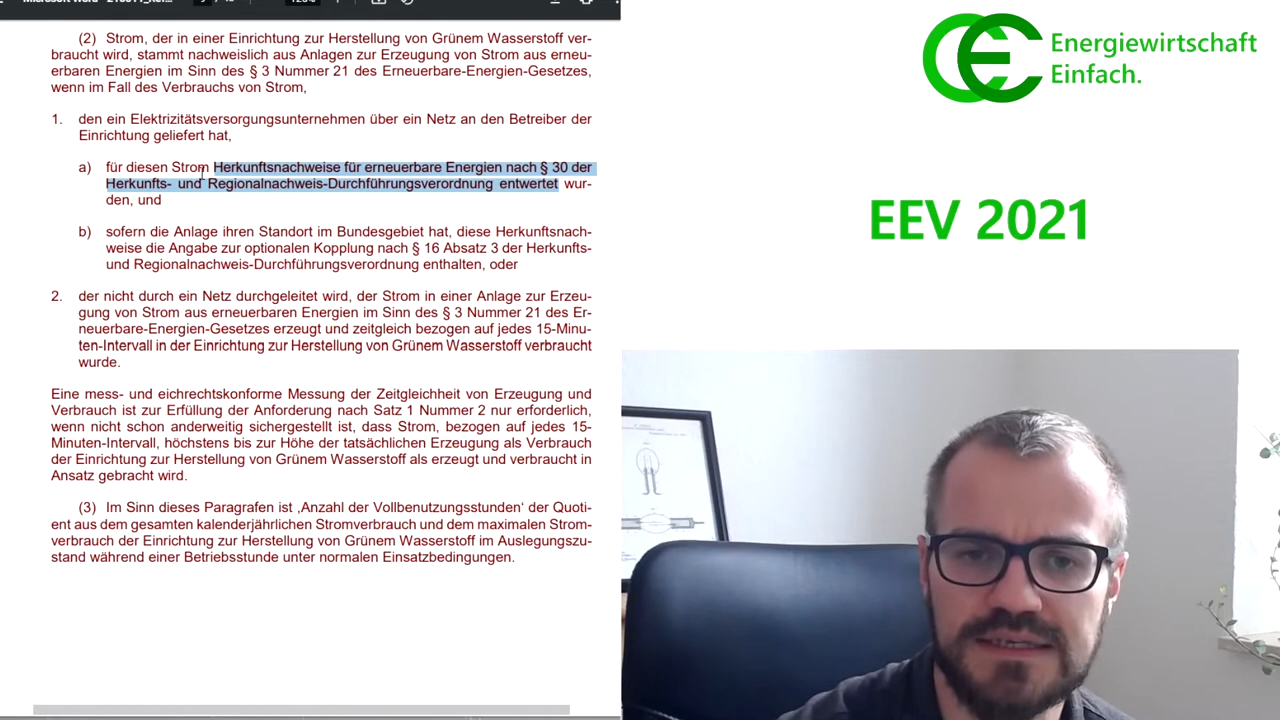 (2) Strom, der in einer Einrichtung zur Herstellung von Grünem Wasserstoff ver-
braucht wird, stammt nachweislich aus Anlagen zur Erzeugung von Strom aus erneu-
erbaren Energien im Sinn des § 3 Nummer 21 des Erneuerbare-Energien-Gesetzes,
wenn im Fall des Verbrauchs von Strom,
1. den ein Elektrizitätsversorgungsunternehmen über ein Netz an den Betreiber der
Einrichtung geliefert hat,
a) für diesen Strom Herkunftsnachweise für erneuerbare Energien nach § 30 der
Herkunfts- und Regionalnachweis-Durchführungsverordnung entwertet wur-
den, und
b) sofern die Anlage ihren Standort im Bundesgebiet hat, diese Herkunftsnach-
weise die Angabe zur optionalen Kopplung nach § 16 Absatz 3 der Herkunfts-
und Regionalnachweis-Durchführungsverordnung enthalten, oder
2. der nicht durch ein Netz durchgeleitet wird, der Strom in einer Anlage zur Erzeu-
gung von Strom aus erneuerbaren Energien im Sinn des § 3 Nummer 21 des Er-
neuerbare-Energien-Gesetzes erzeugt und zeitgleich bezogen auf jedes 15-Minu-
ten-Intervall in der Einrichtung zur Herstellung von Grünem Wasserstoff verbraucht
wurde.
Eine mess- und eichrechtskonforme Messung der Zeitgleichheit von Erzeugung und
Verbrauch ist zur Erfüllung der Anforderung nach Satz 1 Nummer 2 nur erforderlich,
wenn nicht schon anderweitig sichergestellt ist, dass Strom, bezogen auf jedes 15-
Minuten-Intervall, höchstens bis zur Höhe der tatsächlichen Erzeugung als Verbrauch
der Einrichtung zur Herstellung von Grünem Wasserstoff als erzeugt und verbraucht in
Ansatz gebracht wird.
(3) Im Sinn dieses Paragrafen ist ‚Anzahl der Vollbenutzungsstunden‘ der Quoti-
ent aus dem gesamten kalenderjährlichen Stromverbrauch und dem maximalen Strom-
verbrauch der Einrichtung zur Herstellung von Grünem Wasserstoff im Auslegungszu-
stand während einer Betriebsstunde unter normalen Einsatzbedingungen.
Energiewirtschaft
Einfach.
EEV 2021